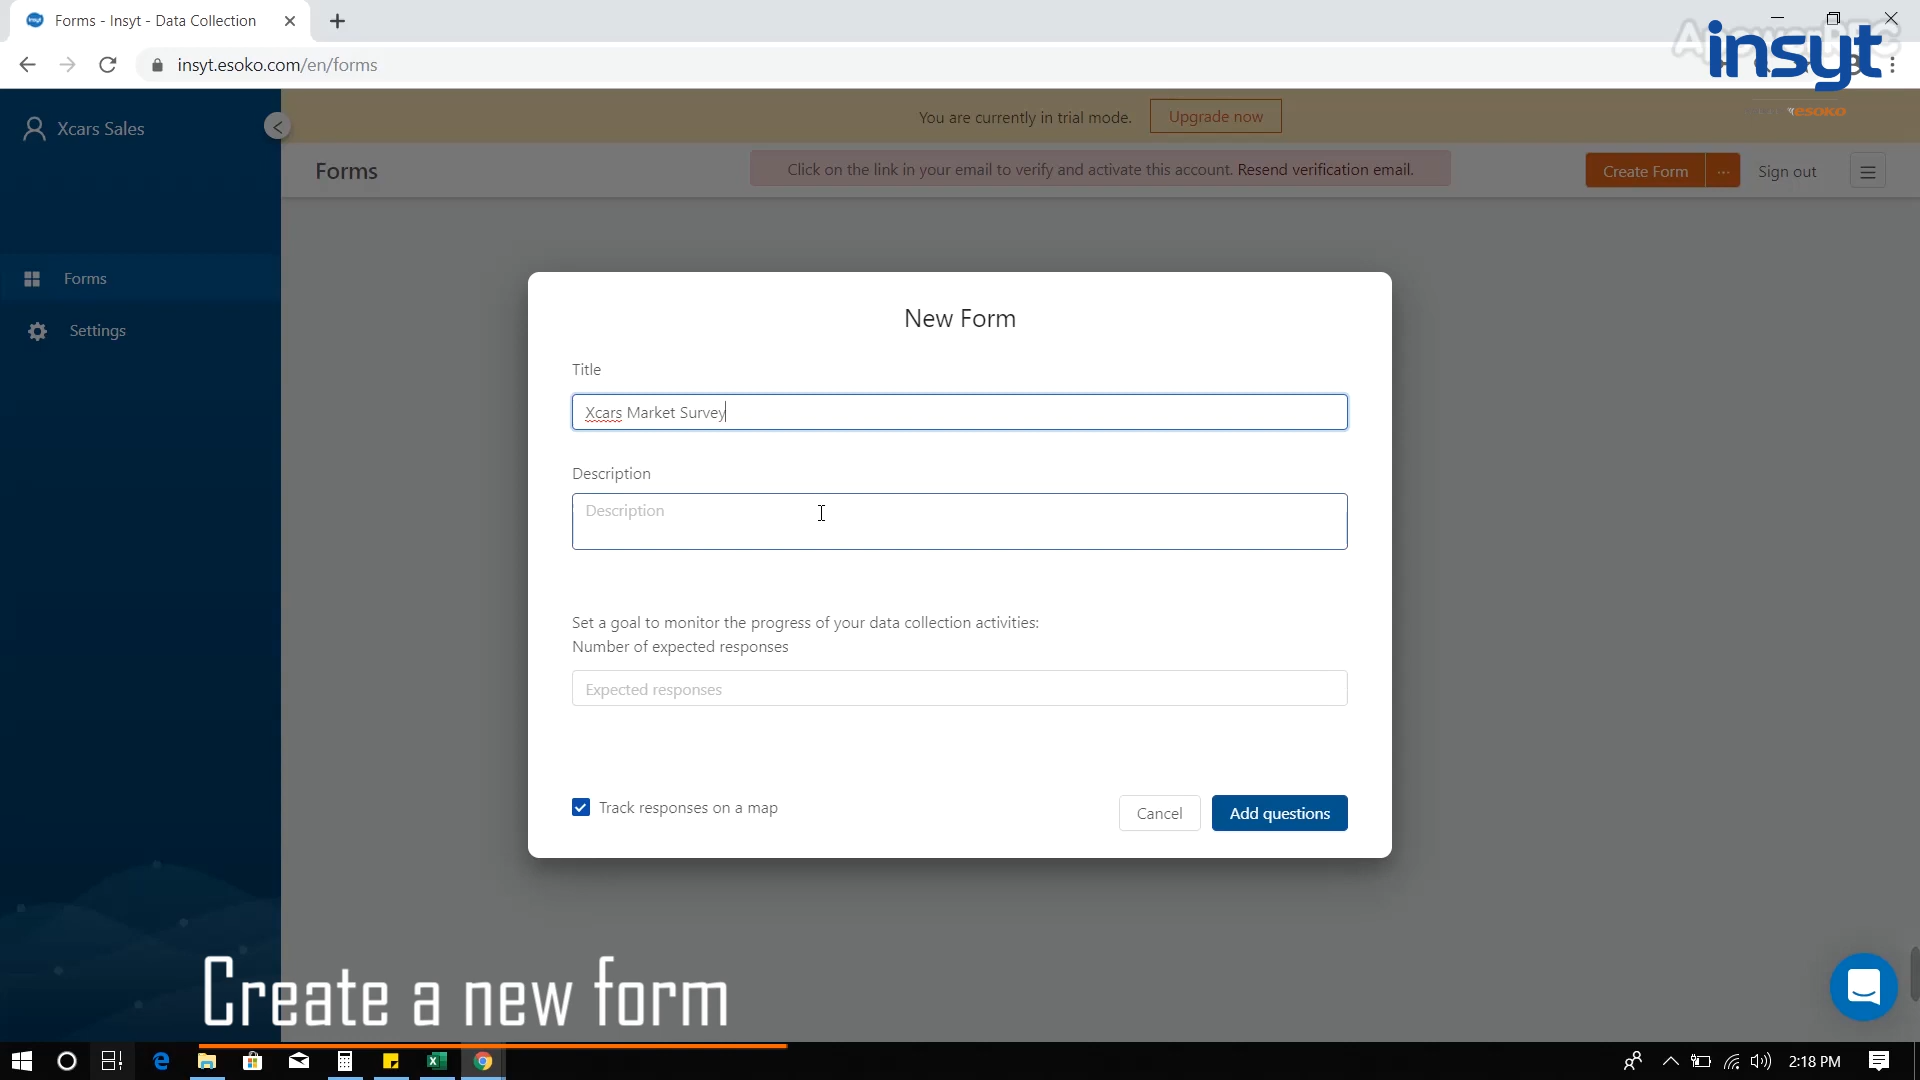 Forms - Insyt - Data Collection
insyt.esoko.com/en/forms
insyt
esoko
Xcars Sales
You are currently in trial mode.
Upgrade now
Forms
Click on the link in your email to verify and activate this account. Resend verification email.
Create Form
...
Sign out
Forms
Settings
New Form
Title
Xcars Market Survey
Description
Description
Set a goal to monitor the progress of your data collection activities:
Number of expected responses
Expected responses
Track responses on a map
Cancel
Add questions
Create a new form
2:18 PM